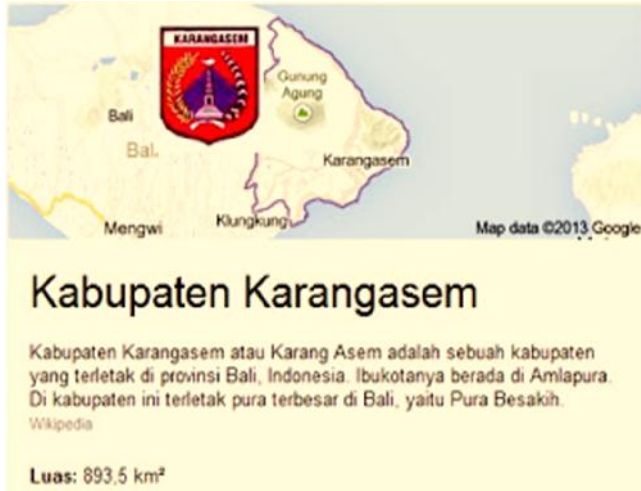 KARANGASEM
Gunung
Agung
Bali
Bal.
Karangasem
Klungkung
Mengwi
Map data ©2013 Google
Kabupaten Karangasem
Kabupaten Karangasem atau Karang Asem adalah sebuah kabupaten
yang terletak di provinsi Bali, Indonesia. Ibukotanya berada di Amlapura.
Di kabupaten ini terletak pura terbesar di Bali, yaitu Pura Besakih.
Wikipedia
Luas: 893,5 km²